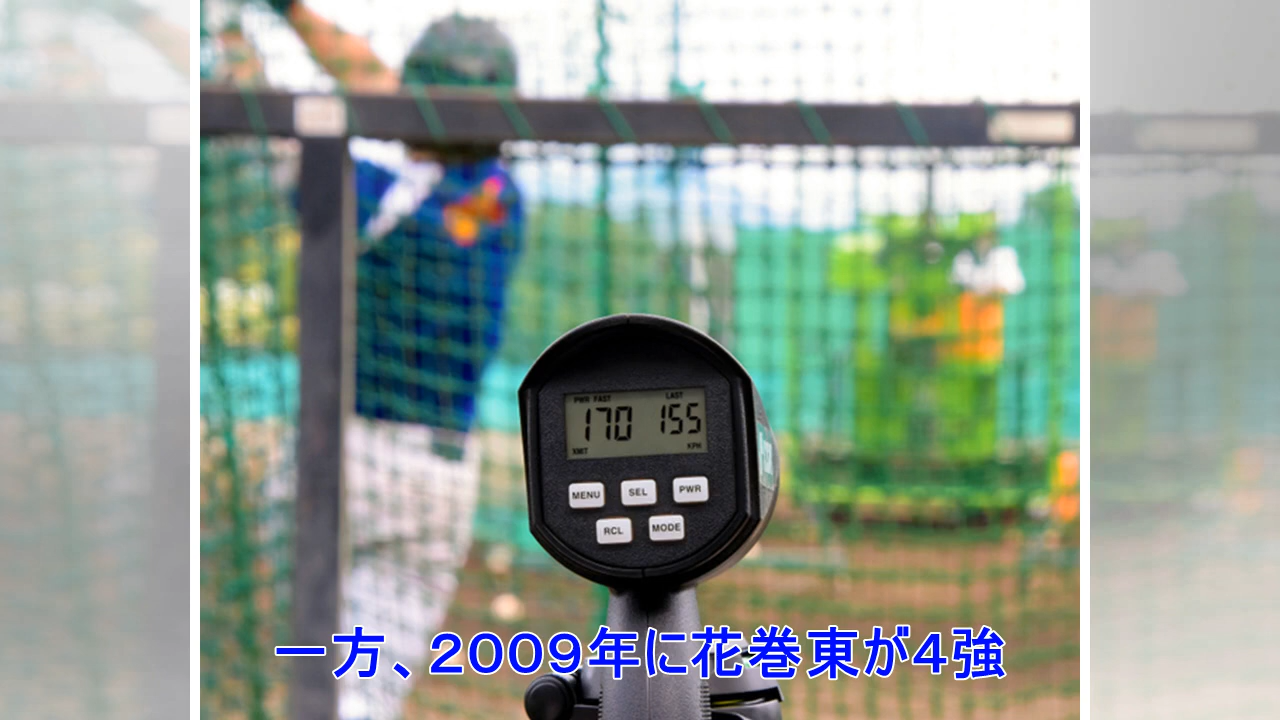 PWR FAST LAST
170 155
XMIT KPH
MENU SEL PWR
RCL MODE
一方、2009年に花巻東が4強